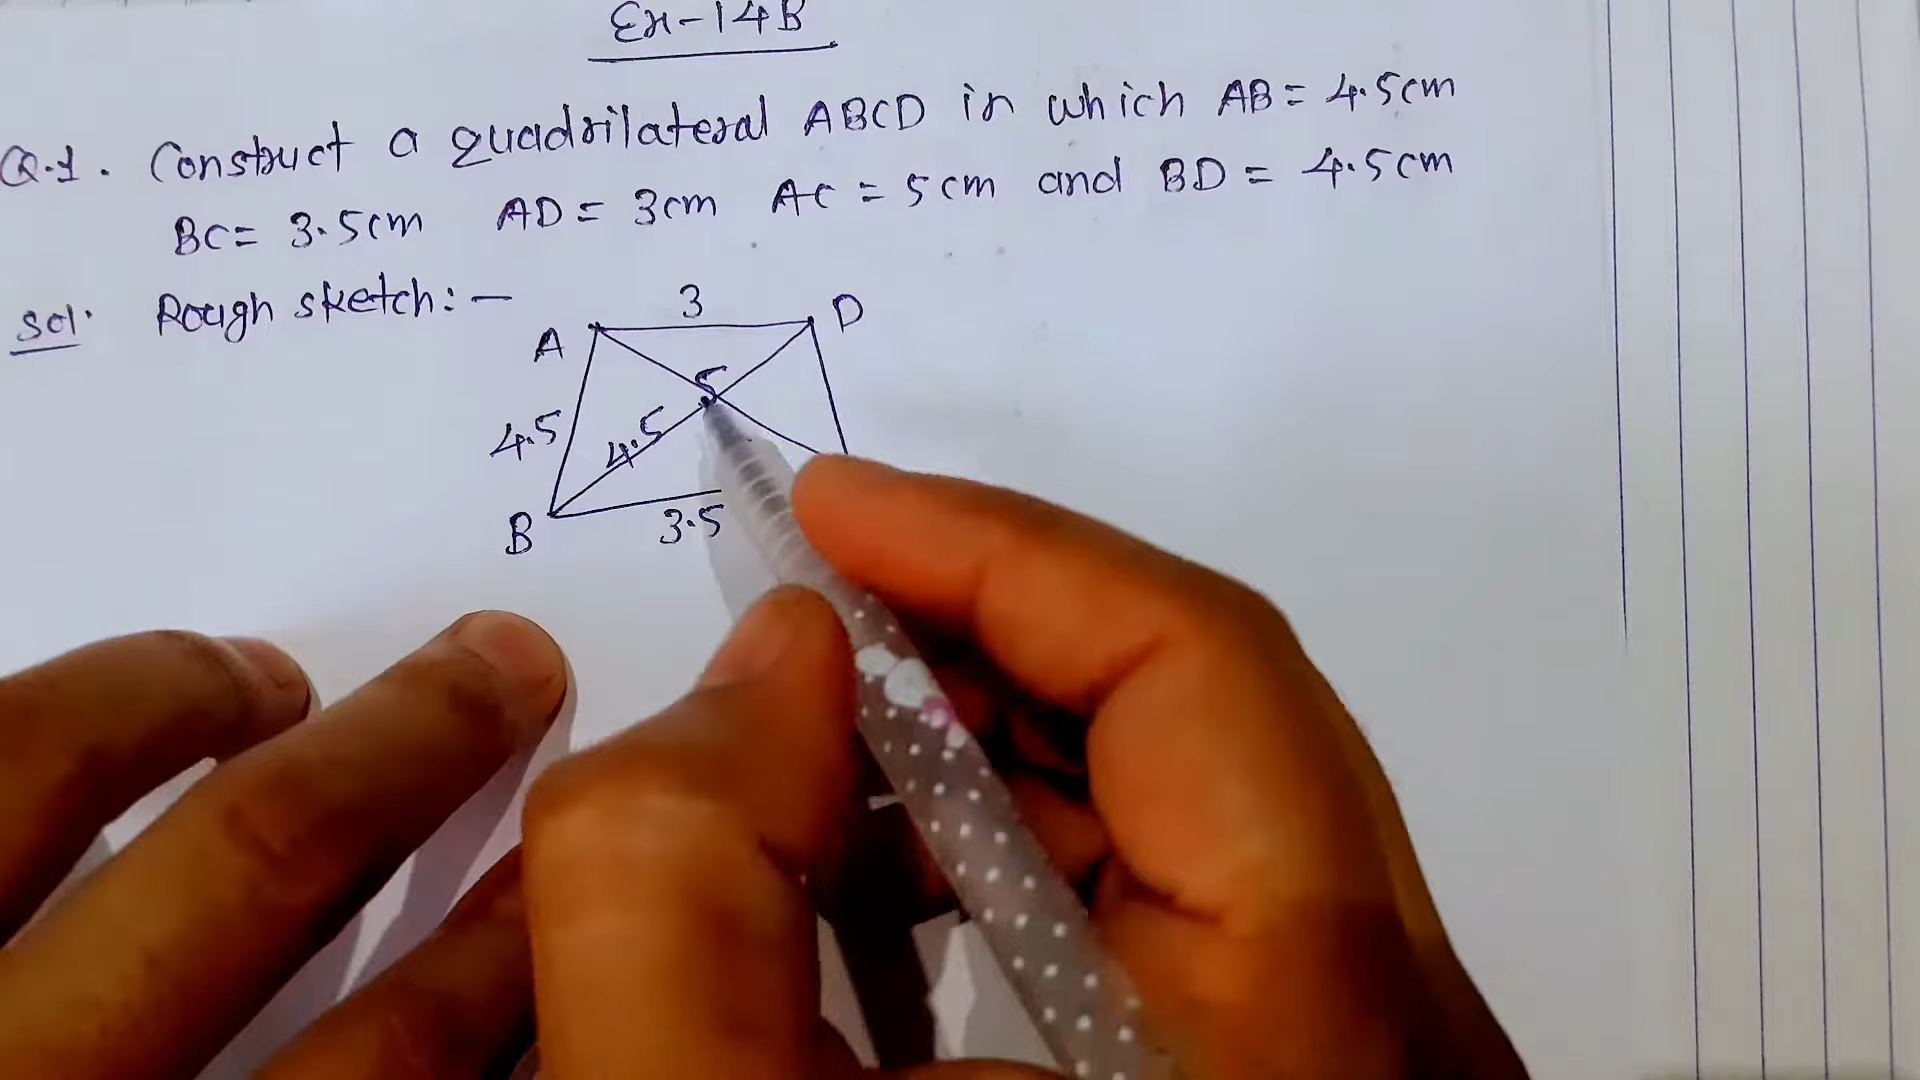 Ex-14B
Q.1. Construct a quadrilateral ABCD in which AB = 4.5cm
BC = 3.5cm AD = 3cm AC = 5cm and BD = 4.5cm
Sol. Rough sketch:-
3
A
D
5
4.5
4.5
B
3.5